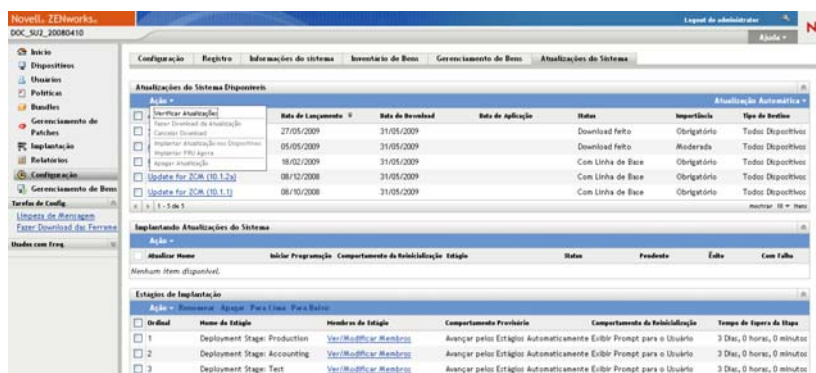 Novell. ZENworks.
Logout de administrator
DOC_SU2_20080410
Ajuda
N
Início
Dispositivos
Usuários
Políticas
Bundles
Gerenciamento de Patches
Implantação
Relatórios
Configuração
Gerenciamento de Bens
Tarefas de Config.
Limpeza de Mensagem
Fazer Download das Ferrame
Usados com Freq.
Configuração Registro Informações do sistema Inventário de Bens Gerenciamento de Bens Atualizações do Sistema
Atualizações do Sistema Disponíveis
Ação Atualização Automática
Verificar Atualizações
Fazer Download da Atualização
Cancelar Download
Implantar Atualização nos Dispositivos
Implantar PRU Agora
Apagar Atualização
Data de Lançamento Data do Download Data de Aplicação Status Importância Tipo de Destino
27/05/2009 31/05/2009 Download feito Obrigatório Todos Dispositivos
05/05/2009 31/05/2009 Download feito Moderada Todos Dispositivos
18/02/2009 31/05/2009 Com Linha de Base Obrigatório Todos Dispositivos
Update for ZCM (10.1.2a) 08/12/2008 31/05/2009 Com Linha de Base Obrigatório Todos Dispositivos
Update for ZCM (10.1.1) 08/10/2008 31/05/2009 Com Linha de Base Obrigatório Todos Dispositivos
1 - 5 de 5 mostrar 10 itens
Implantando Atualizações do Sistema
Ação
Atualizar Nome Iniciar Programação Comportamento da Reinicialização Estágio Status Pendente Êxito Com Falha
Nenhum item disponível.
Estágios de Implantação
Ação Renomear Apagar Para Cima Para Baixo
Ordinal Nome do Estágio Membros do Estágio Comportamento Provisório Comportamento da Reinicialização Tempo de Espera da Etapa
1 Deployment Stage: Production Ver/Modificar Membros Avançar pelos Estágios Automaticamente Exibir Prompt para o Usuário 3 Dias, 0 horas, 0 minutos
2 Deployment Stage: Accounting Ver/Modificar Membros Avançar pelos Estágios Automaticamente Exibir Prompt para o Usuário 3 Dias, 0 horas, 0 minutos
3 Deployment Stage: Test Ver/Modificar Membros Avançar pelos Estágios Automaticamente Exibir Prompt para o Usuário 3 Dias, 0 horas, 0 minutos